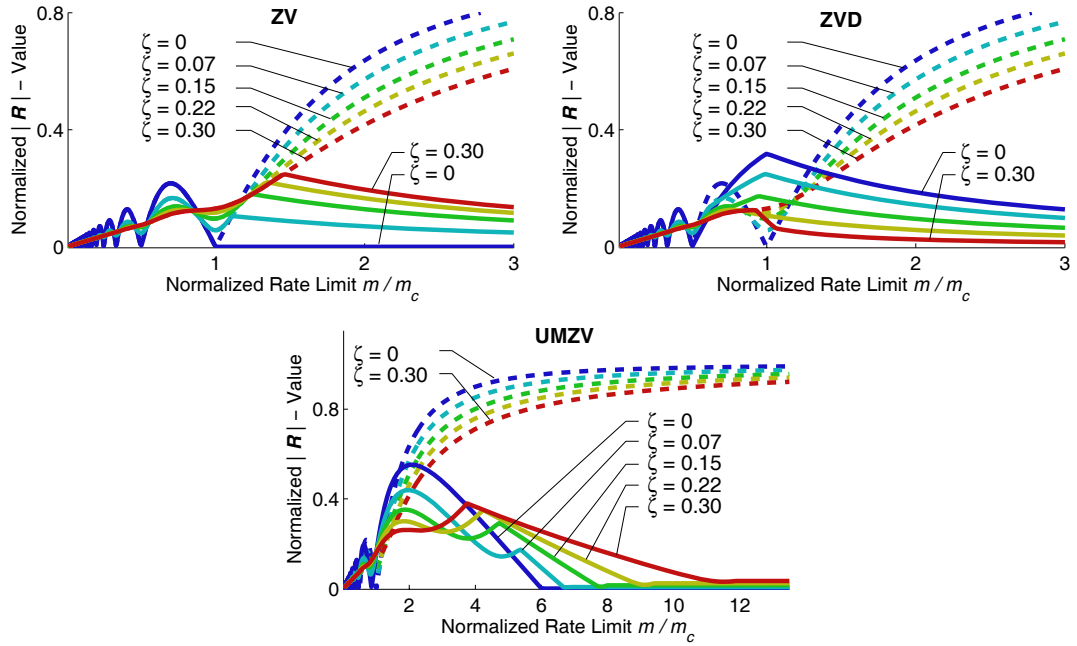 ZV
Normalized | R | − Value
0.8
0.4
0
ζ = 0
ζ = 0.07
ζ = 0.15
ζ = 0.22
ζ = 0.30
ζ = 0.30
ζ = 0
1
2
3
Normalized Rate Limit m / m_c
ZVD
Normalized | R | − Value
0.8
0.4
0
ζ = 0
ζ = 0.07
ζ = 0.15
ζ = 0.22
ζ = 0.30
ζ = 0
ζ = 0.30
1
2
3
Normalized Rate Limit m / m_c
UMZV
Normalized | R | − Value
0.8
0.4
0
ζ = 0
ζ = 0.30
ζ = 0
ζ = 0.07
ζ = 0.15
ζ = 0.22
ζ = 0.30
2 4 6 8 10 12
Normalized Rate Limit m / m_c